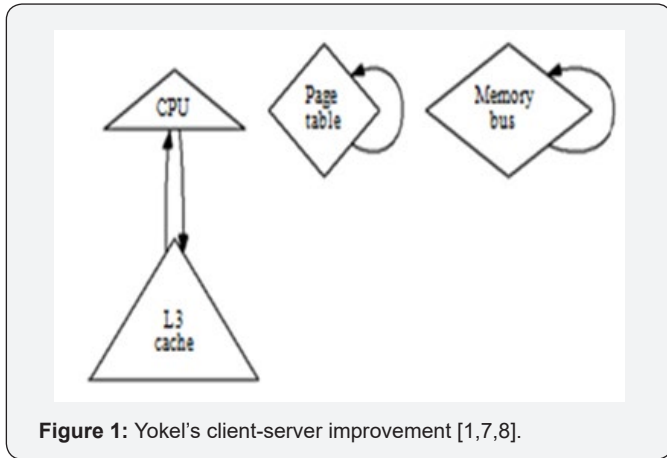 CPU
Page
table
Memory
bus
L3
cache
Figure 1: Yokel's client-server improvement [1,7,8].